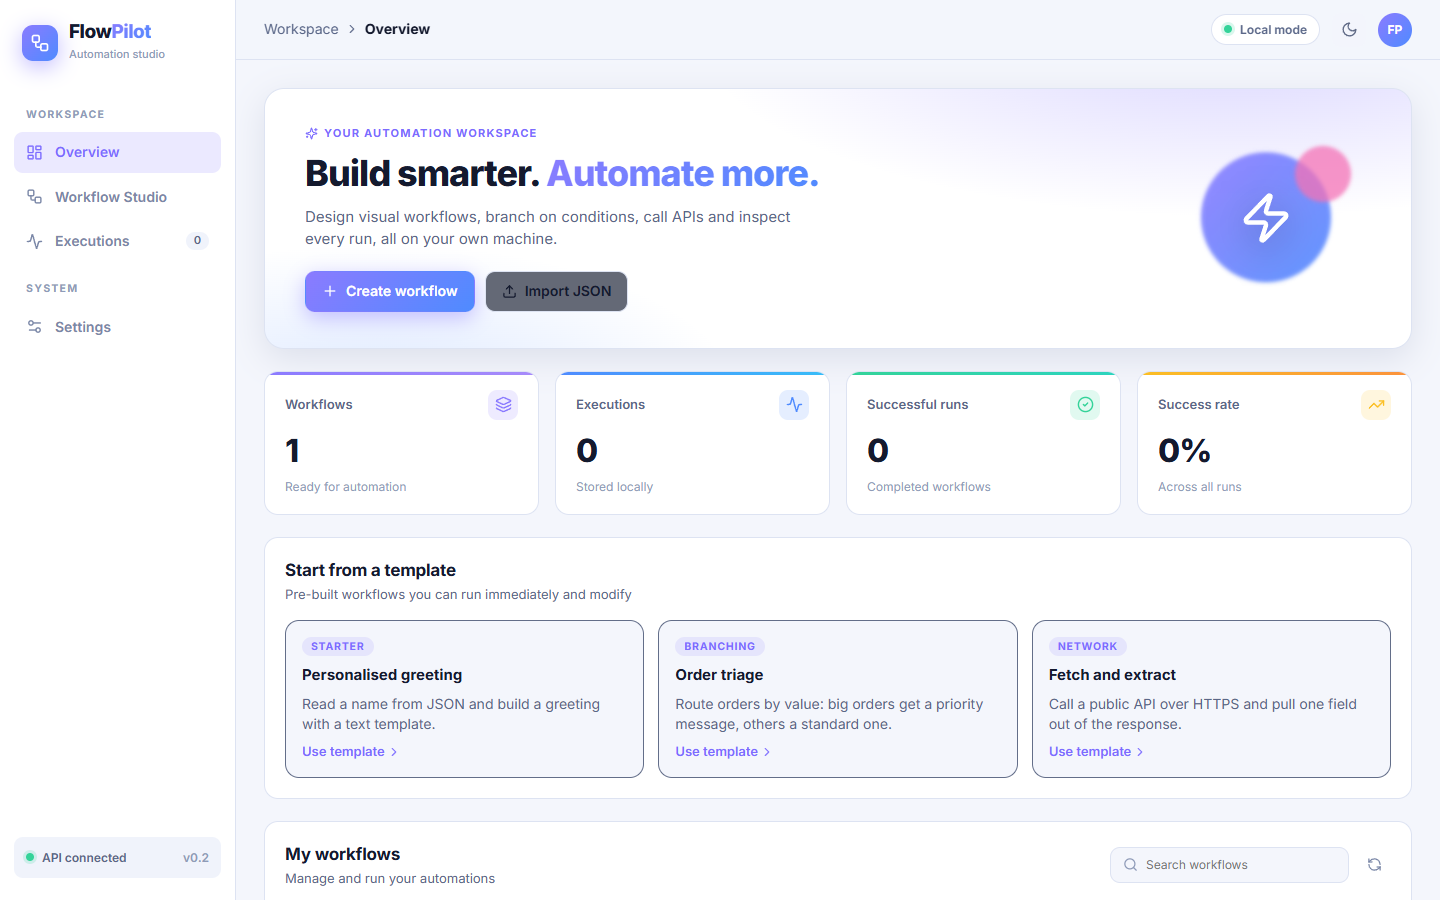 FlowPilot
Automation studio
WORKSPACE
Overview
Workflow Studio
Executions 0
SYSTEM
Settings
API connected v0.2
Workspace > Overview
Local mode
FP
YOUR AUTOMATION WORKSPACE
Build smarter. Automate more.
Design visual workflows, branch on conditions, call APIs and inspect
every run, all on your own machine.
Create workflow
Import JSON
Workflows
1
Ready for automation
Executions
0
Stored locally
Successful runs
0
Completed workflows
Success rate
0%
Across all runs
Start from a template
Pre-built workflows you can run immediately and modify
STARTER
Personalised greeting
Read a name from JSON and build a greeting
with a text template.
Use template
BRANCHING
Order triage
Route orders by value: big orders get a priority
message, others a standard one.
Use template
NETWORK
Fetch and extract
Call a public API over HTTPS and pull one field
out of the response.
Use template
My workflows
Manage and run your automations
Search workflows